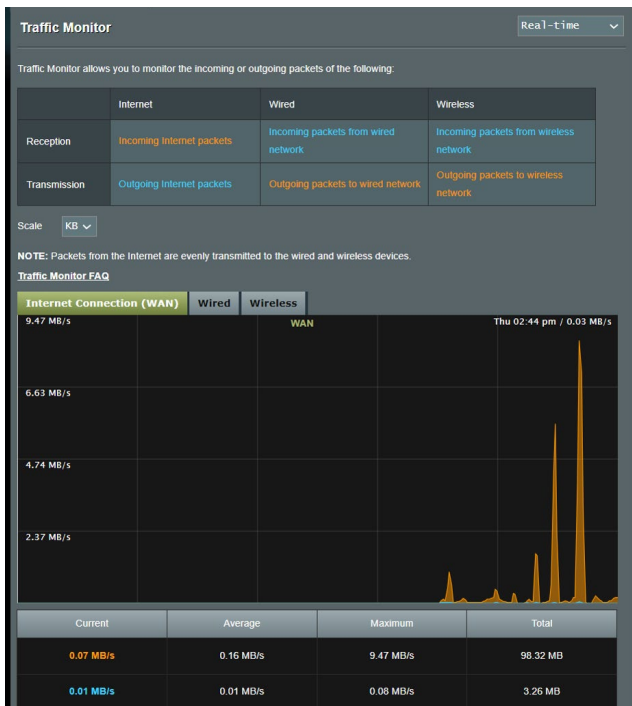 Traffic Monitor
Real-time
Traffic Monitor allows you to monitor the incoming or outgoing packets of the following:
Internet Wired Wireless
Reception Incoming Internet packets Incoming packets from wired network Incoming packets from wireless network
Transmission Outgoing Internet packets Outgoing packets to wired network Outgoing packets to wireless network
Scale KB
NOTE: Packets from the Internet are evenly transmitted to the wired and wireless devices.
Traffic Monitor FAQ
Internet Connection (WAN) Wired Wireless
9.47 MB/s WAN Thu 02:44 pm / 0.03 MB/s
6.63 MB/s
4.74 MB/s
2.37 MB/s
Current Average Maximum Total
0.07 MB/s 0.16 MB/s 9.47 MB/s 98.32 MB
0.01 MB/s 0.01 MB/s 0.08 MB/s 3.26 MB